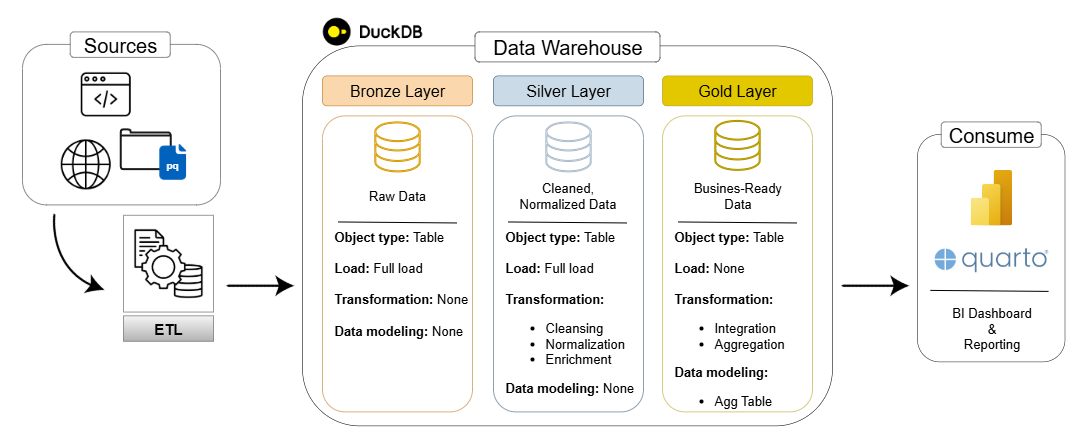 Sources
</>
pq
ETL
DuckDB
Data Warehouse
Bronze Layer
Raw Data
Object type: Table
Load: Full load
Transformation: None
Data modeling: None
Silver Layer
Cleaned,
Normalized Data
Object type: Table
Load: Full load
Transformation:
• Cleansing
• Normalization
• Enrichment
Data modeling: None
Gold Layer
Busines-Ready
Data
Object type: Table
Load: None
Transformation:
• Integration
• Aggregation
Data modeling:
• Agg Table
Consume
quarto®
BI Dashboard
&
Reporting